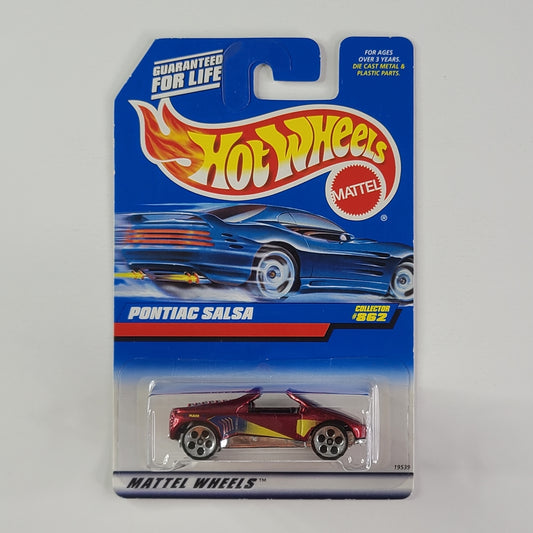 GUARANTEED
FOR LIFE
FOR AGES
OVER 3 YEARS.
DIE CAST METAL &
PLASTIC PARTS.
HOT WHEELS
MATTEL
®
PONTIAC SALSA
COLLECTOR
#862
19539
MATTEL WHEELS™